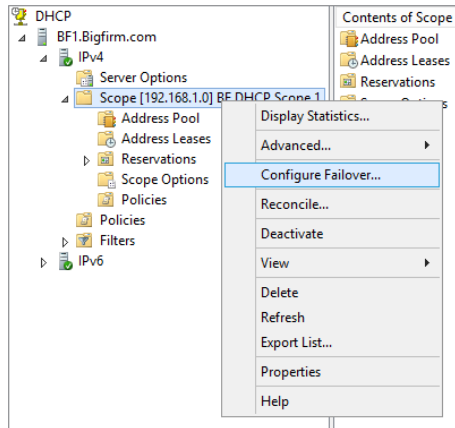 DHCP
BF1.Bigfirm.com
IPv4
Server Options
Scope [192.168.1.0] BF DHCP Scope 1
Address Pool
Address Leases
Reservations
Scope Options
Policies
Policies
Filters
IPv6
Contents of Scope
Address Pool
Address Leases
Reservations
Display Statistics...
Advanced...
Configure Failover...
Reconcile...
Deactivate
View
Delete
Refresh
Export List...
Properties
Help